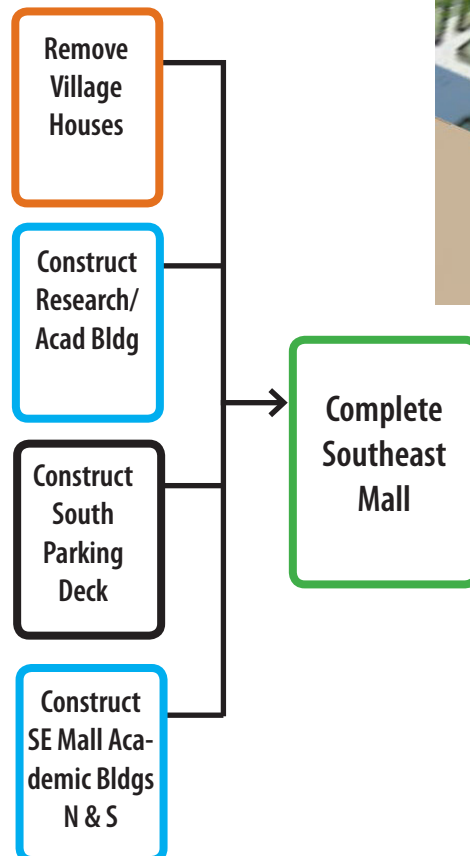 Remove
Village
Houses
Construct
Research/
Acad Bldg
Construct
South
Parking
Deck
Construct
SE Mall Aca-
demic Bldgs
N & S
Complete
Southeast
Mall